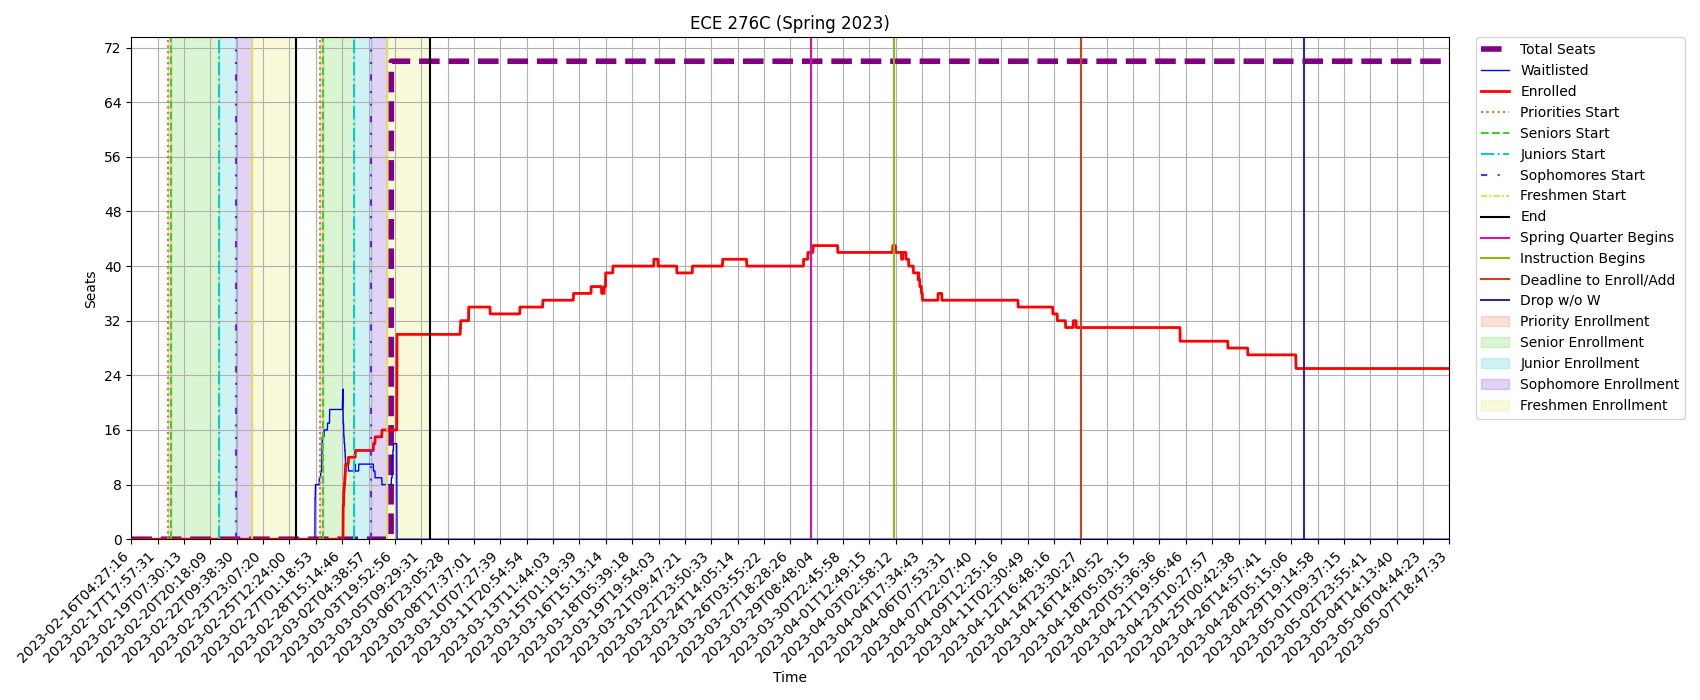 ECE 276C (Spring 2023)
72
64
56
48
40
32
24
16
8
0
Seats
2023-02-16T04:27:16
2023-02-17T17:57:31
2023-02-19T07:30:13
2023-02-20T20:18:09
2023-02-22T09:38:30
2023-02-23T23:07:20
2023-02-25T12:24:00
2023-02-27T01:18:53
2023-02-28T15:14:46
2023-03-02T04:38:57
2023-03-03T19:52:56
2023-03-05T09:29:31
2023-03-06T23:05:28
2023-03-08T17:37:01
2023-03-10T07:27:39
2023-03-11T20:54:54
2023-03-13T11:44:03
2023-03-15T01:19:39
2023-03-16T15:13:14
2023-03-18T05:39:18
2023-03-19T19:54:03
2023-03-21T09:47:21
2023-03-22T23:50:33
2023-03-24T14:05:14
2023-03-26T03:55:22
2023-03-27T18:28:26
2023-03-29T08:48:04
2023-03-30T22:45:58
2023-04-01T12:49:15
2023-04-03T02:58:12
2023-04-04T17:34:43
2023-04-06T07:53:31
2023-04-07T22:07:40
2023-04-09T12:25:16
2023-04-11T02:30:49
2023-04-12T16:48:16
2023-04-14T23:30:27
2023-04-16T14:40:52
2023-04-18T05:03:15
2023-04-20T05:36:36
2023-04-21T19:56:46
2023-04-23T10:27:57
2023-04-25T00:42:38
2023-04-26T14:57:41
2023-04-28T05:15:06
2023-04-29T19:14:58
2023-05-01T09:37:15
2023-05-02T23:55:41
2023-05-04T14:13:40
2023-05-06T04:44:23
2023-05-07T18:47:33
Time
Total Seats
Waitlisted
Enrolled
Priorities Start
Seniors Start
Juniors Start
Sophomores Start
Freshmen Start
End
Spring Quarter Begins
Instruction Begins
Deadline to Enroll/Add
Drop w/o W
Priority Enrollment
Senior Enrollment
Junior Enrollment
Sophomore Enrollment
Freshmen Enrollment